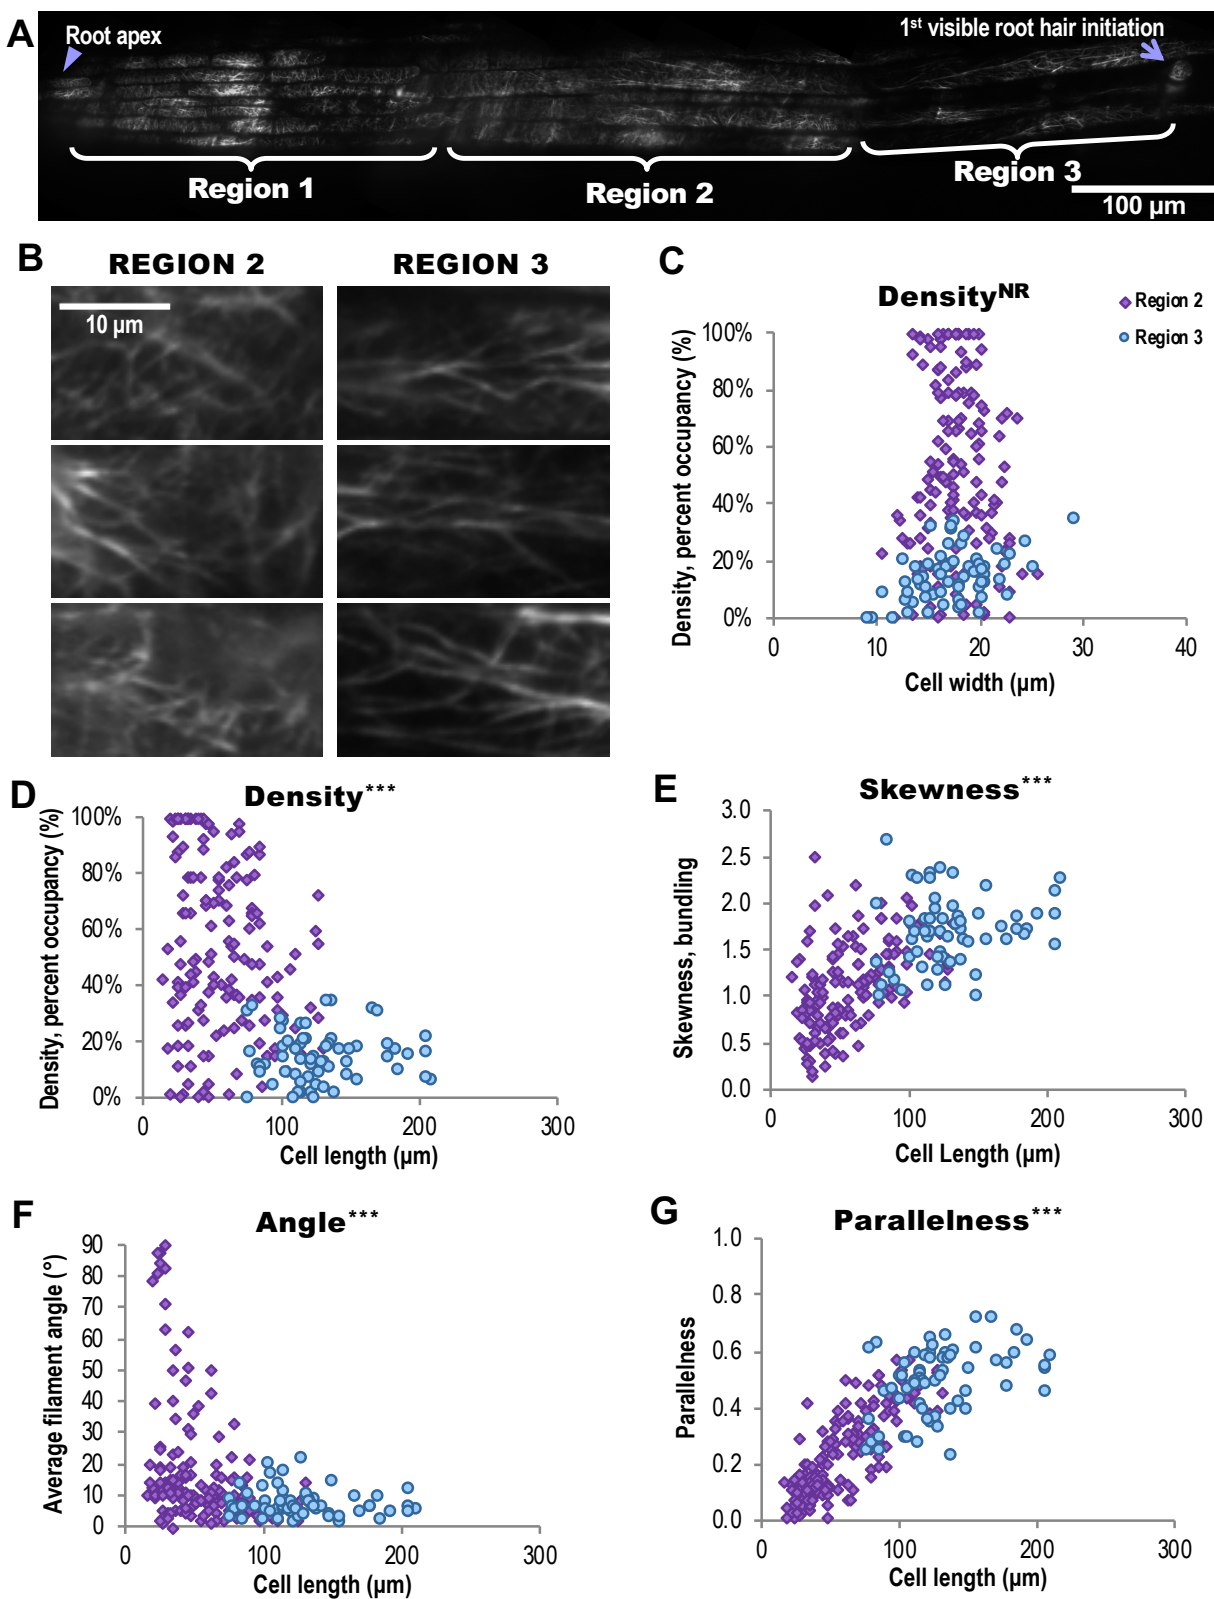 A
Root apex
1st visible root hair initiation
Region 1
Region 2
Region 3
100 µm
B
REGION 2
REGION 3
10 µm
C
DensityNR
Region 2
Region 3
Density, percent occupancy (%)
100%
80%
60%
40%
20%
0%
0
10
20
30
40
Cell width (µm)
D
Density***
Density, percent occupancy (%)
100%
80%
60%
40%
20%
0%
0
100
200
300
Cell length (µm)
E
Skewness***
Skewness, bundling
3.0
2.5
2.0
1.5
1.0
0.5
0.0
0
100
200
300
Cell Length (µm)
F
Angle***
Average filament angle (°)
90
80
70
60
50
40
30
20
10
0
0
100
200
300
Cell length (µm)
G
Parallelness***
Parallelness
1.0
0.8
0.6
0.4
0.2
0.0
0
100
200
300
Cell length (µm)